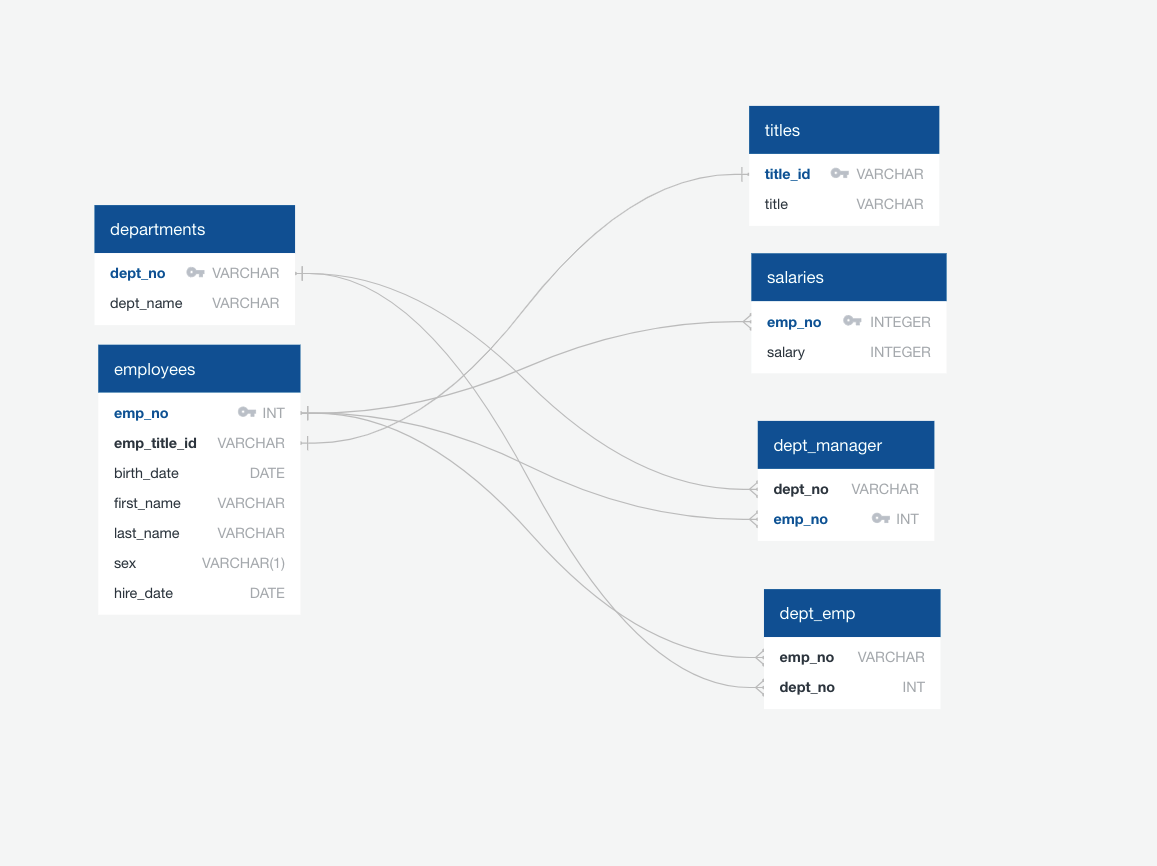 departments
dept_no VARCHAR
dept_name VARCHAR
employees
emp_no INT
emp_title_id VARCHAR
birth_date DATE
first_name VARCHAR
last_name VARCHAR
sex VARCHAR(1)
hire_date DATE
titles
title_id VARCHAR
title VARCHAR
salaries
emp_no INTEGER
salary INTEGER
dept_manager
dept_no VARCHAR
emp_no INT
dept_emp
emp_no VARCHAR
dept_no INT